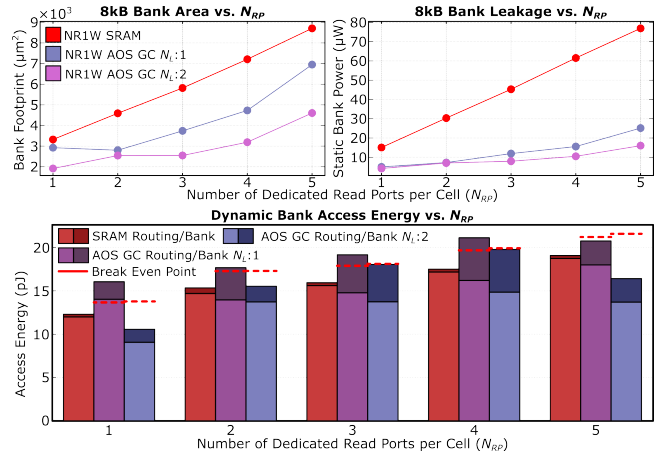 8kB Bank Area vs. N_RP
×10³
Bank Footprint (μm²)
9
8
7
6
5
4
3
2
NR1W SRAM
NR1W AOS GC N_L:1
NR1W AOS GC N_L:2
1 2 3 4 5
Number of Dedicated Read Ports per Cell (N_RP)
8kB Bank Leakage vs. N_RP
Static Bank Power (μW)
80
70
60
50
40
30
20
10
1 2 3 4 5
Dynamic Bank Access Energy vs. N_RP
Access Energy (pJ)
20
15
10
5
0
SRAM Routing/Bank
AOS GC Routing/Bank N_L:2
AOS GC Routing/Bank N_L:1
Break Even Point
1 2 3 4 5
Number of Dedicated Read Ports per Cell (N_RP)